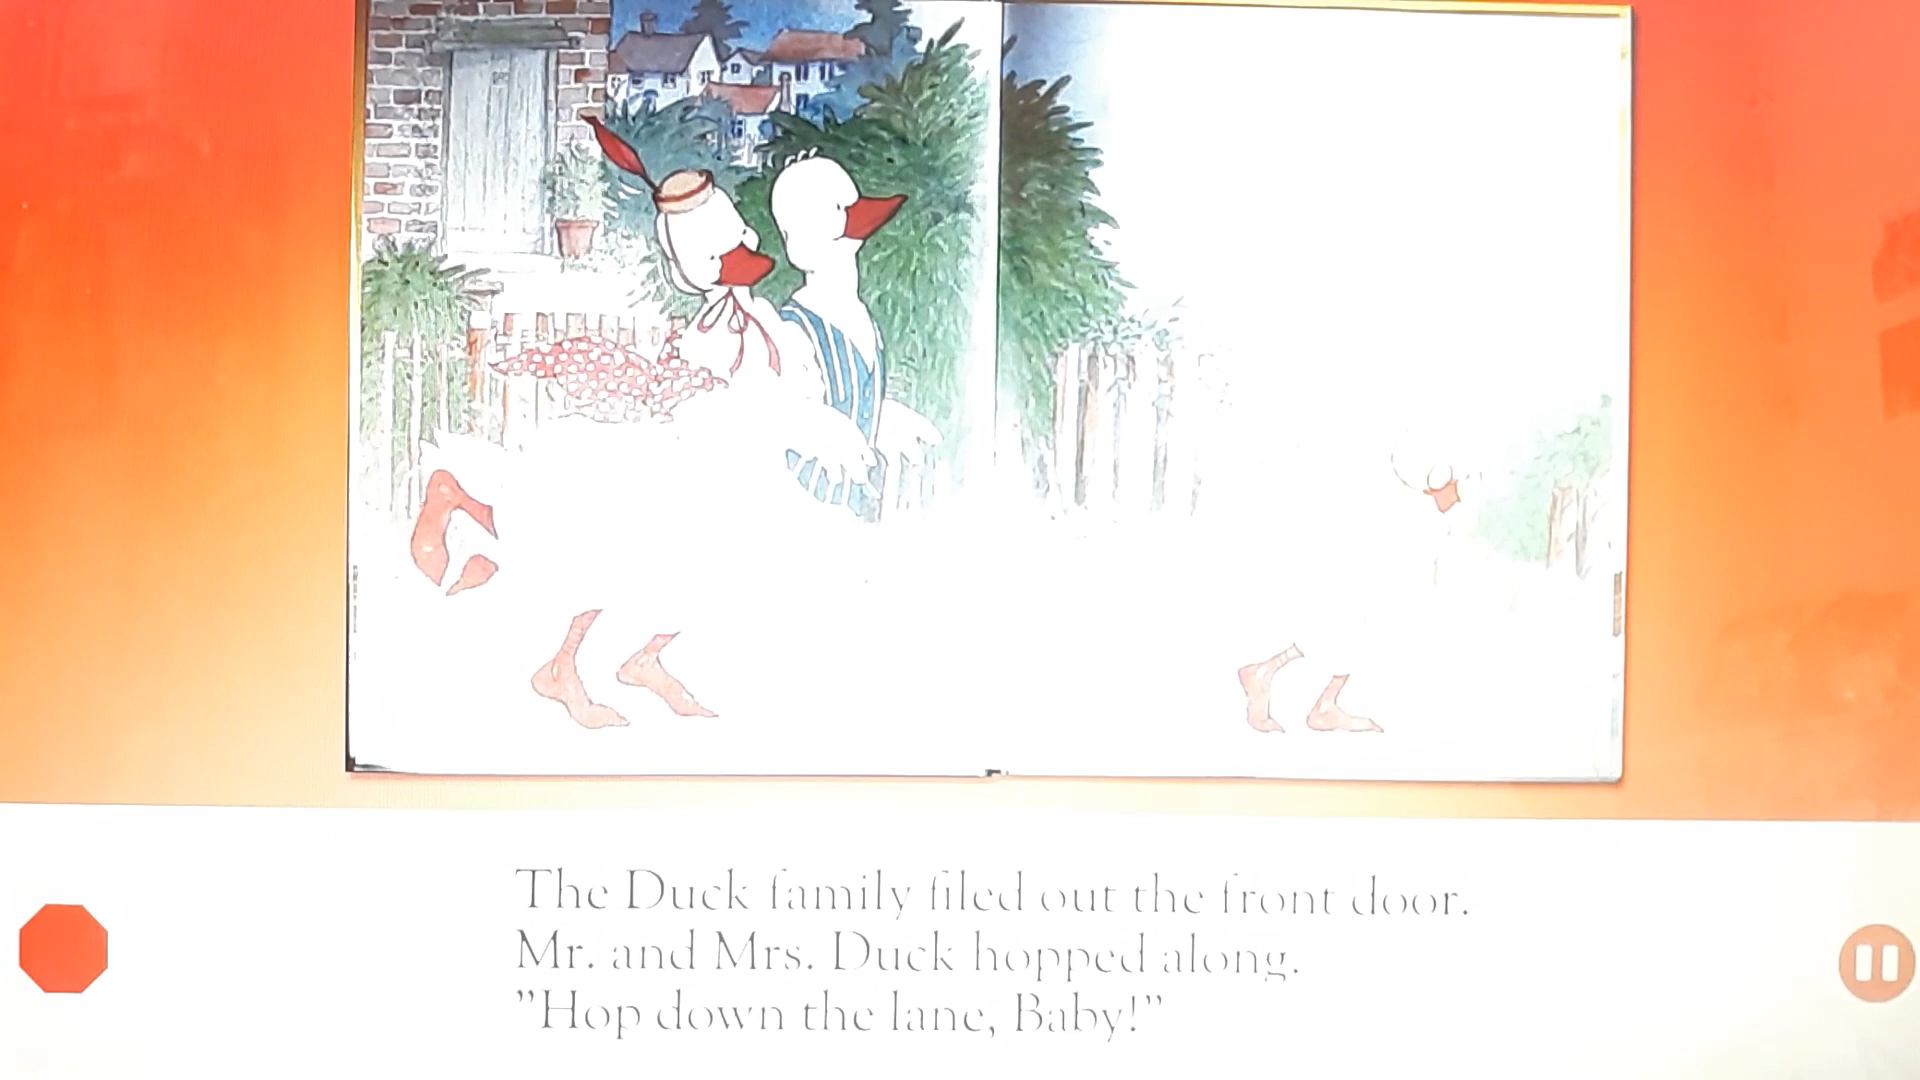 The Duck family filed out the front door.
Mr. and Mrs. Duck hopped along.
"Hop down the lane, Baby!"